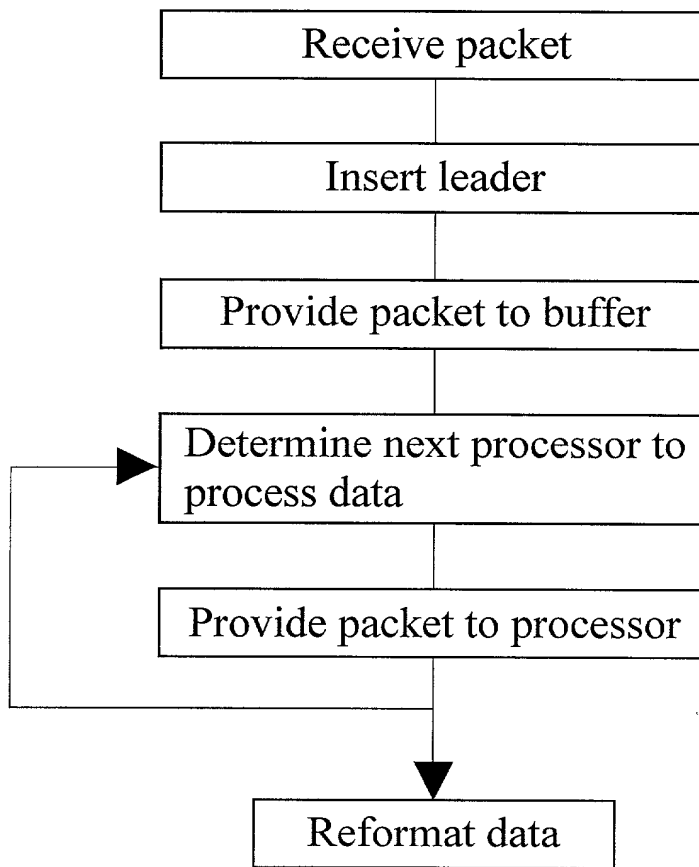 Receive packet
Insert leader
Provide packet to buffer
Determine next processor to
process data
Provide packet to processor
Reformat data